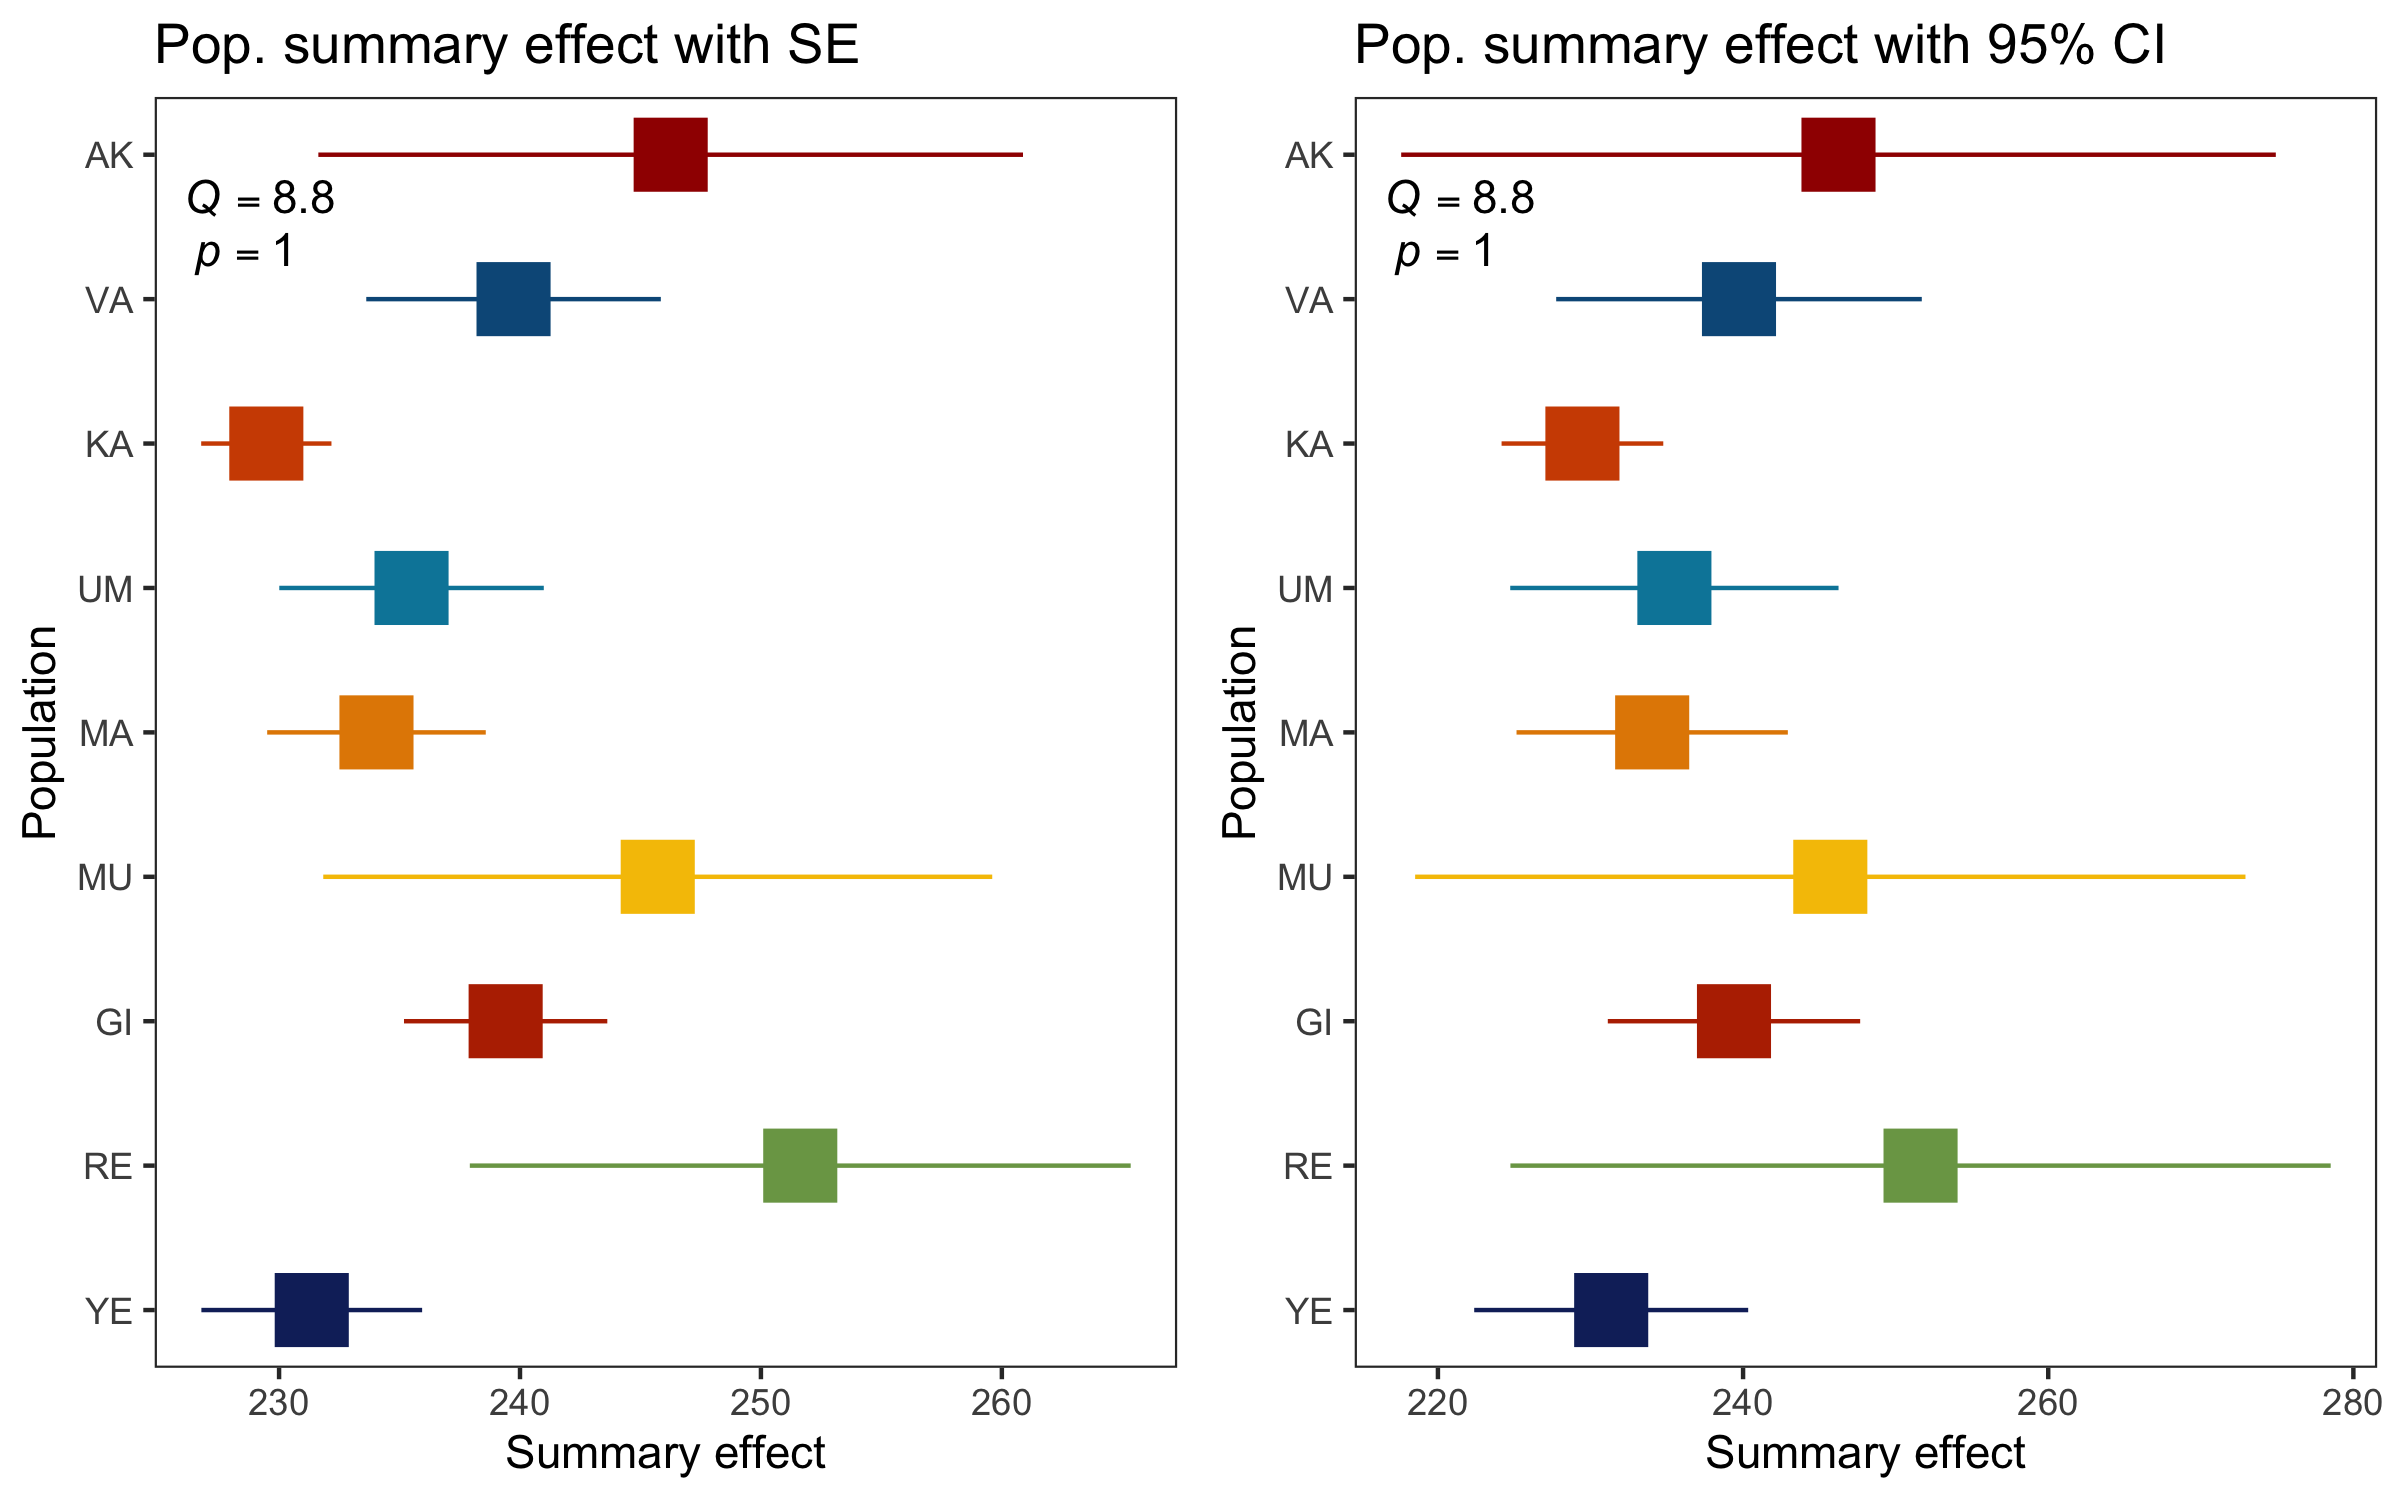 Pop. summary effect with SE
Q = 8.8
p = 1
AK
VA
KA
UM
MA
MU
GI
RE
YE
Population
230 240 250 260
Summary effect
Pop. summary effect with 95% CI
Q = 8.8
p = 1
AK
VA
KA
UM
MA
MU
GI
RE
YE
Population
220 240 260 280
Summary effect